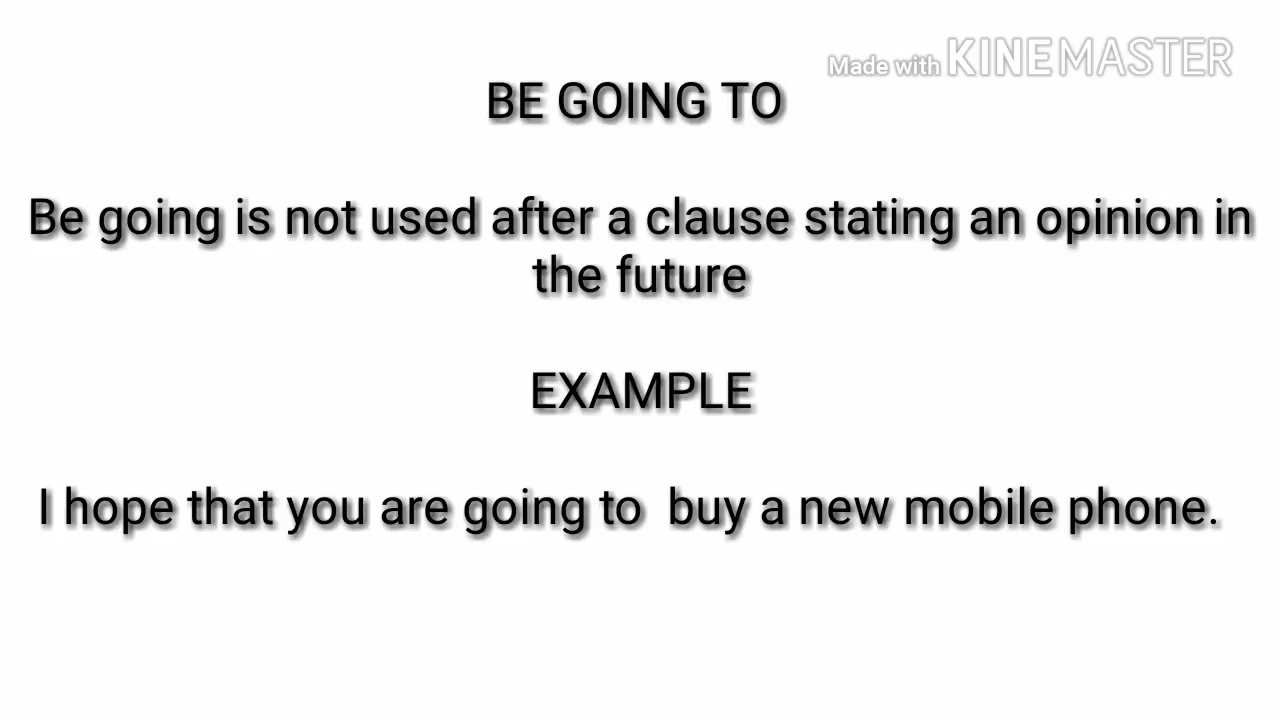 Made with KINEMASTER
BE GOING TO
Be going is not used after a clause stating an opinion in
the future
EXAMPLE
I hope that you are going to  buy a new mobile phone.